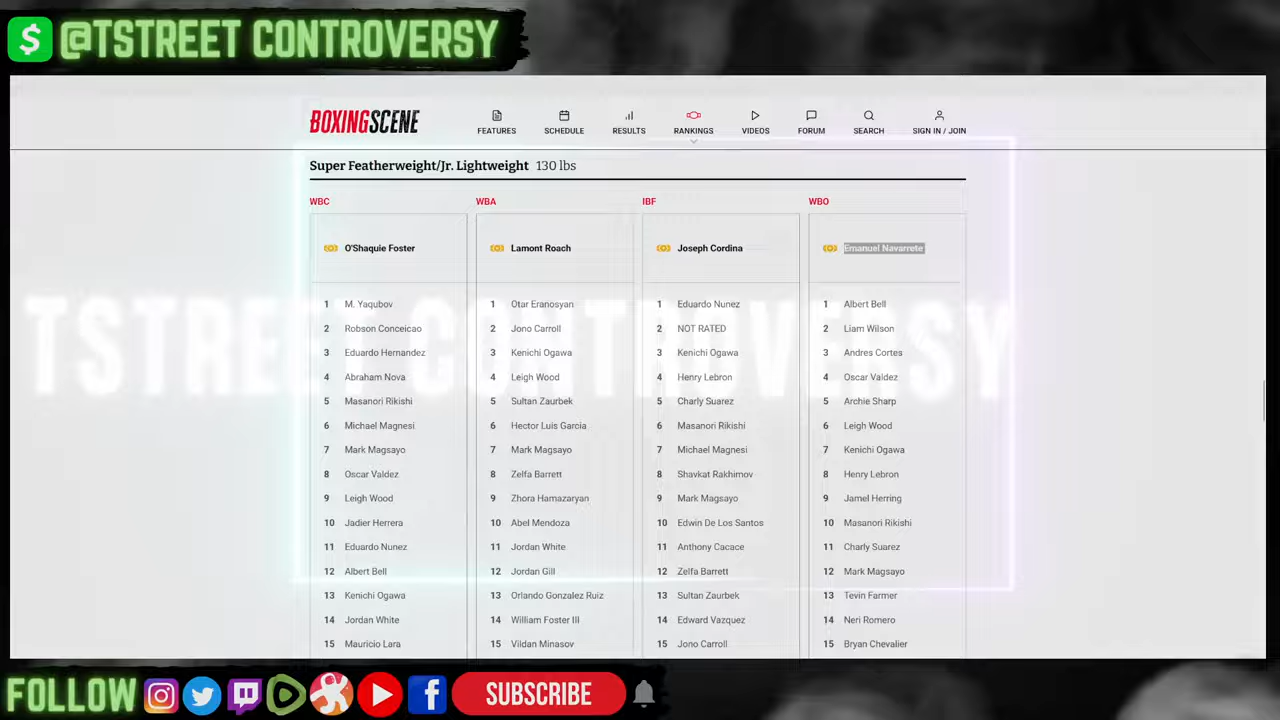 $ @TSTREET CONTROVERSY
BOXINGSCENE
FEATURES SCHEDULE RESULTS RANKINGS VIDEOS FORUM SEARCH SIGN IN / JOIN
Super Featherweight/Jr. Lightweight 130 lbs
WBC WBA IBF WBO
O'Shaquie Foster Lamont Roach Joseph Cordina Emanuel Navarrete
1 M. Yaqubov 1 Otar Eranosyan 1 Eduardo Nunez 1 Albert Bell
2 Robson Conceicao 2 Jono Carroll 2 NOT RATED 2 Liam Wilson
3 Eduardo Hernandez 3 Kenichi Ogawa 3 Kenichi Ogawa 3 Andres Cortes
TSTREET CONTROVERSY
4 Abraham Nova 4 Leigh Wood 4 Henry Lebron 4 Oscar Valdez
5 Masanori Rikishi 5 Sultan Zaurbek 5 Charly Suarez 5 Archie Sharp
6 Michael Magnesi 6 Hector Luis Garcia 6 Masanori Rikishi 6 Leigh Wood
7 Mark Magsayo 7 Mark Magsayo 7 Michael Magnesi 7 Kenichi Ogawa
8 Oscar Valdez 8 Zelfa Barrett 8 Shavkat Rakhimov 8 Henry Lebron
9 Leigh Wood 9 Zhora Hamazaryan 9 Mark Magsayo 9 Jamel Herring
10 Jadier Herrera 10 Abel Mendoza 10 Edwin De Los Santos 10 Masanori Rikishi
11 Eduardo Nunez 11 Jordan White 11 Anthony Cacace 11 Charly Suarez
12 Albert Bell 12 Jordan Gill 12 Zelfa Barrett 12 Mark Magsayo
13 Kenichi Ogawa 13 Orlando Gonzalez Ruiz 13 Sultan Zaurbek 13 Tevin Farmer
14 Jordan White 14 William Foster III 14 Edward Vazquez 14 Neri Romero
15 Mauricio Lara 15 Vildan Minasov 15 Jono Carroll 15 Bryan Chevalier
FOLLOW SUBSCRIBE